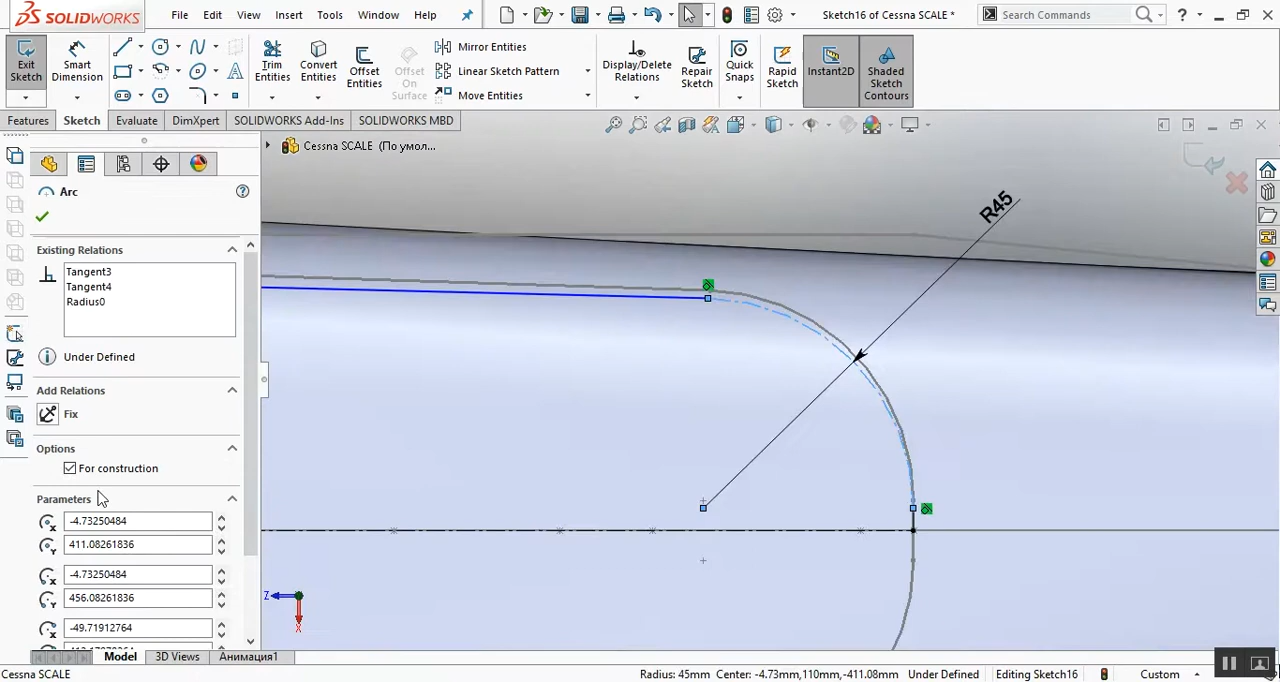 SOLIDWORKS
File Edit View Insert Tools Window Help
Sketch16 of Cessna SCALE *
Search Commands
?
Exit Sketch
Smart Dimension
Trim Entities
Convert Entities
Offset Entities
Offset On Surface
Mirror Entities
Linear Sketch Pattern
Move Entities
Display/Delete Relations
Repair Sketch
Quick Snaps
Rapid Sketch
Instant2D
Shaded Sketch Contours
Features Sketch Evaluate DimXpert SOLIDWORKS Add-Ins SOLIDWORKS MBD
Cessna SCALE (По умол...
Arc
Existing Relations
Tangent3
Tangent4
Radius0
Under Defined
Add Relations
Fix
Options
For construction
Parameters
-4.73250484
411.08261836
-4.73250484
456.08261836
-49.71912764
R45
Z
X
Model 3D Views Анимация1
Cessna SCALE
Radius: 45mm Center: -4.73mm,110mm,-411.08mm Under Defined Editing Sketch16 Custom